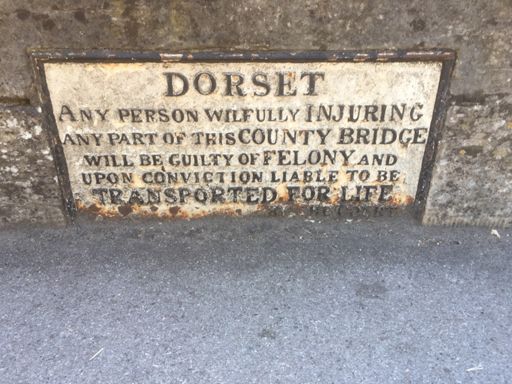 DORSET
ANY PERSON WILFULLY INJURING
ANY PART OF THIS COUNTY BRIDGE
WILL BE GUILTY OF FELONY AND
UPON CONVICTION LIABLE TO BE
TRANSPORTED FOR LIFE